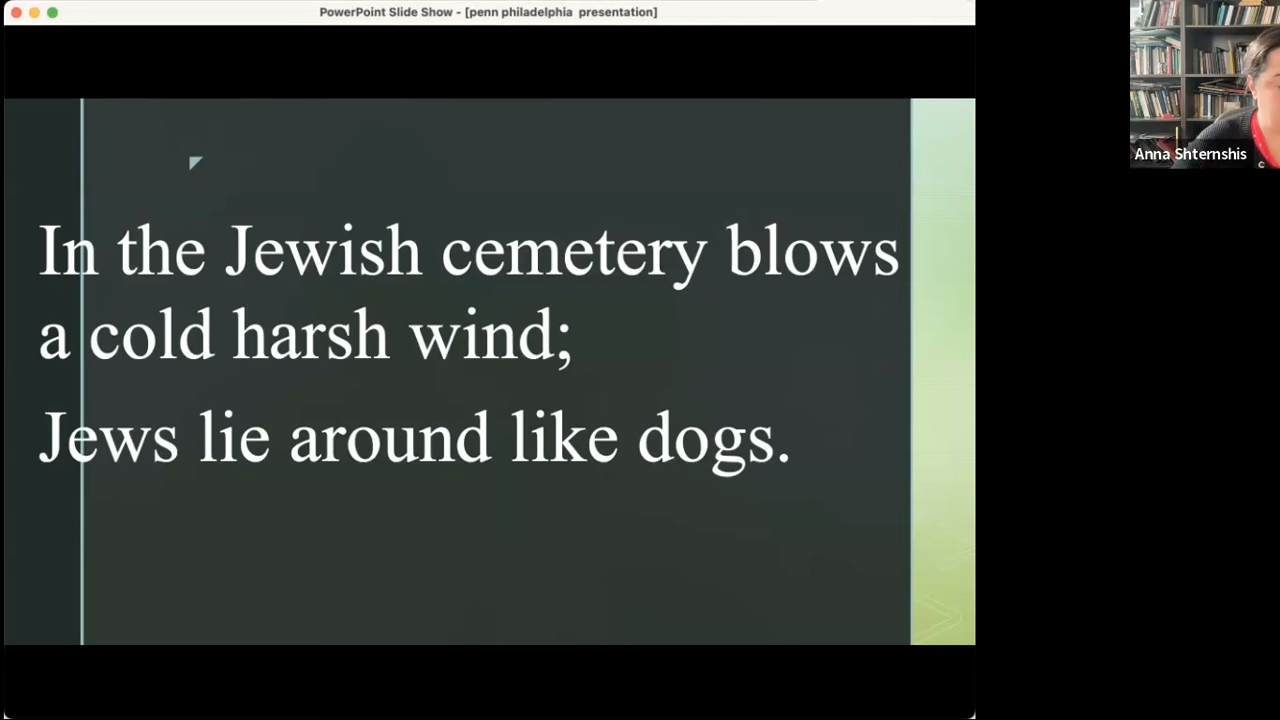 PowerPoint Slide Show - [penn philadelphia presentation]
Anna Shternshis
In the Jewish cemetery blows
a cold harsh wind;
Jews lie around like dogs.